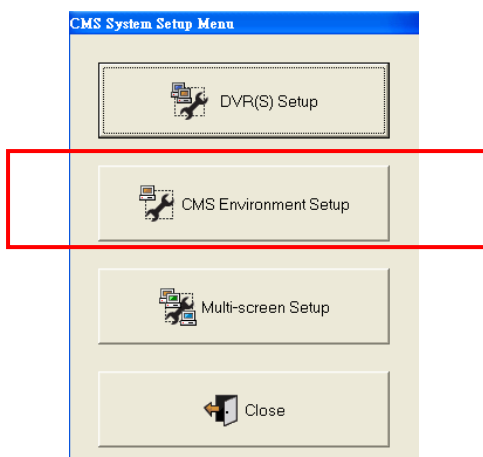 CMS System Setup Menu
DVR(S) Setup
CMS Environment Setup
Multi-screen Setup
Close